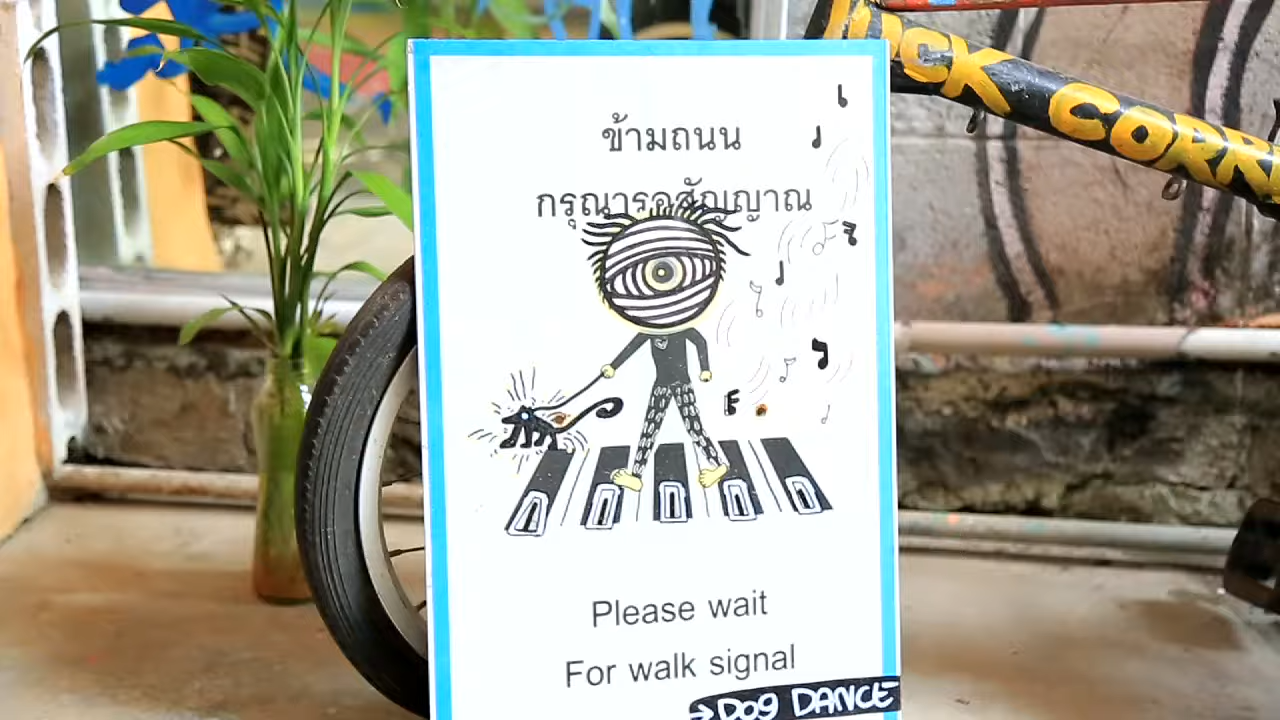 ข้ามถนน
กรุณารอสัญญาณ
Please wait
For walk signal
→DOg DANCE
CORR